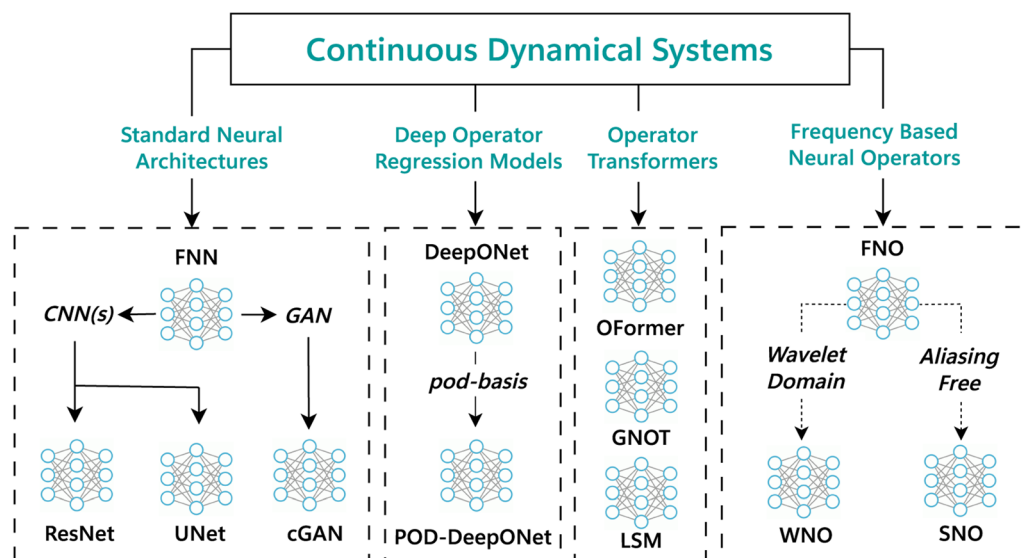 Continuous Dynamical Systems
Standard Neural
Architectures
Deep Operator
Regression Models
Operator
Transformers
Frequency Based
Neural Operators
FNN
CNN(s)
GAN
ResNet
UNet
cGAN
DeepONet
pod-basis
POD-DeepONet
OFormer
GNOT
LSM
FNO
Wavelet
Domain
Aliasing
Free
WNO
SNO